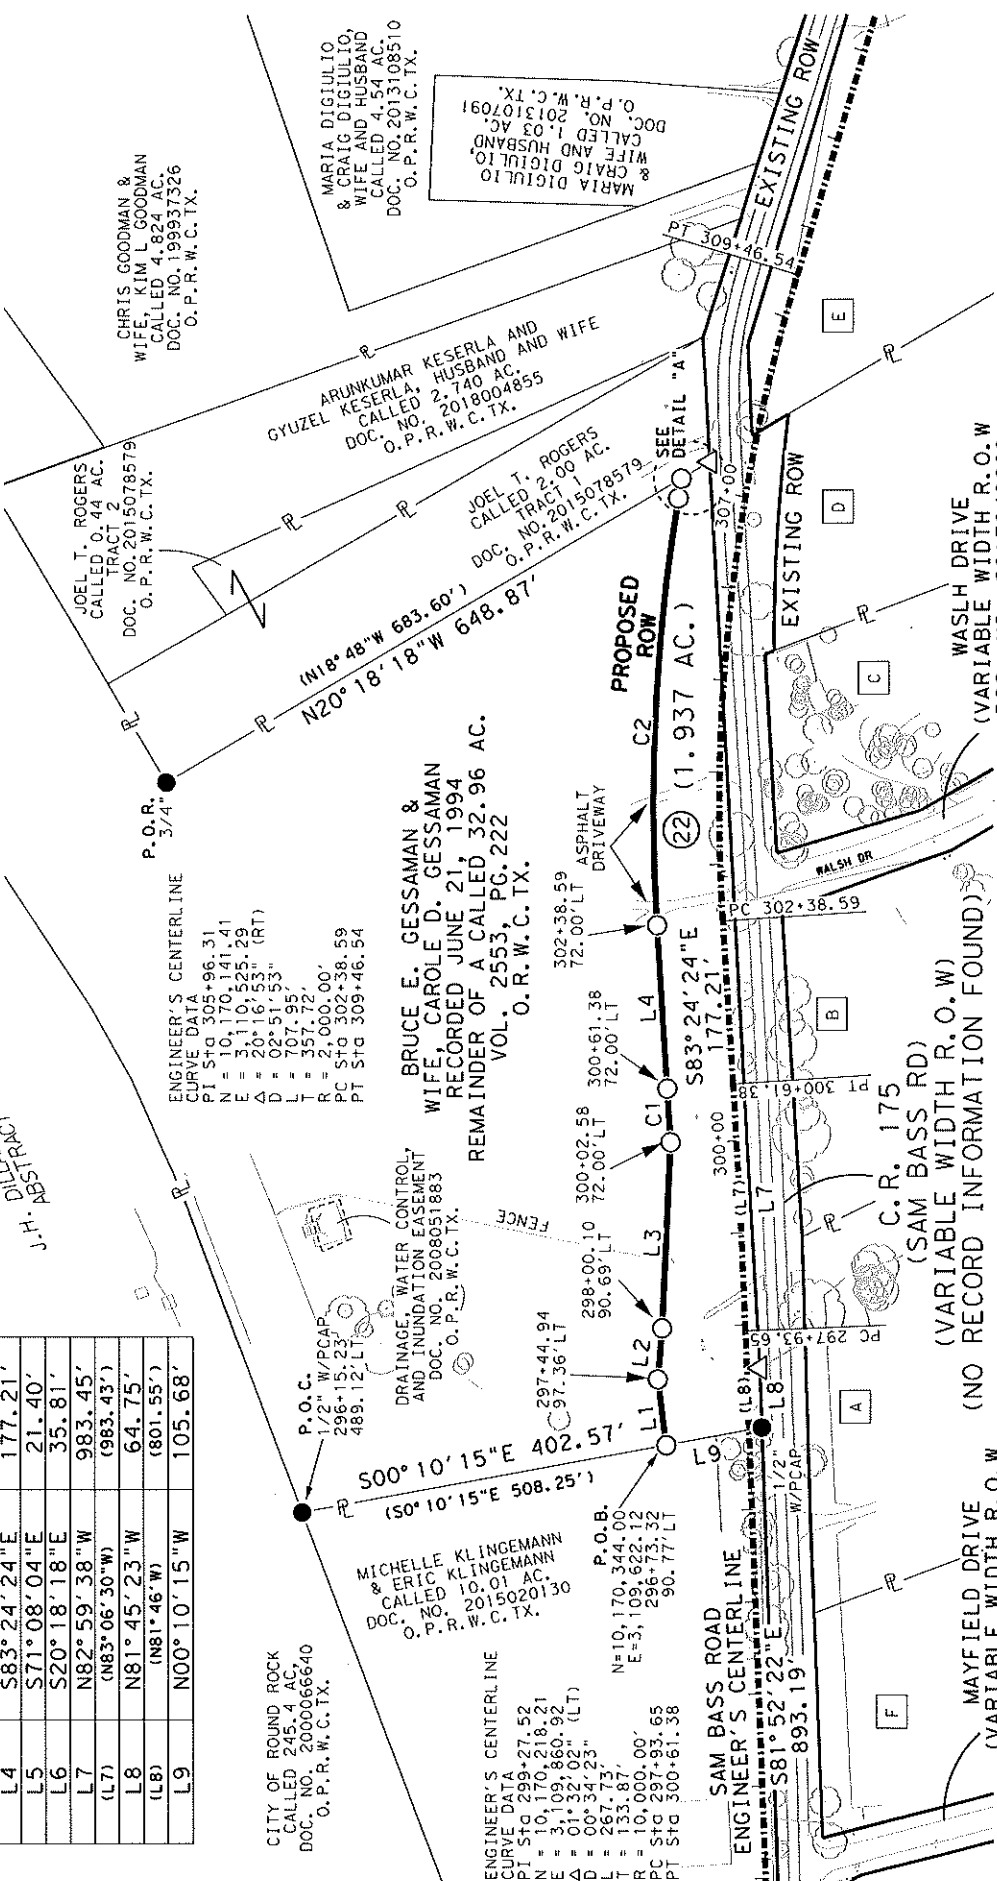 L4 S83°24'24"E 177.21'
L5 S71°08'04"E 21.40'
L6 S20°18'18"E 35.81'
L7 N82°59'38"W 983.45'
(L7) (N83°06'30"W) (983.43')
L8 N81°45'23"W 64.75'
(L8) (N81°46'W) (801.55')
L9 N00°10'15"W 105.68'
J.H.
ABSTRACT
CITY OF ROUND ROCK
CALLED 245.4 AC,
DOC. NO. 2000066640
O.P.R.W.C.TX.
P.O.C.
1/2" W/PCAP
296+15.23
489.12'LT
S00°10'15"E 402.57'
(S0°10'15"E 508.25')
MICHELLE KLINGEMANN
& ERIC KLINGEMANN
CALLED 10.01 AC.
DOC. NO. 2015020130
O.P.R.W.C.TX.
P.O.B.
N=10,170,344.00
E=3,109,622.12
296+73.32
90.77'LT
ENGINEER'S CENTERLINE
CURVE DATA
PI Sta 299+27.52
N = 10,170,218.21
E = 3,109,860.92
Δ = 01°32'02" (LT)
D = 00°34'23"
L = 267.73'
T = 133.87'
R = 10,000.00'
PC Sta 297+93.65
PT Sta 300+61.38
SAM BASS ROAD
ENGINEER'S CENTERLINE
S81°52'22"E
893.19'
DRAINAGE, WATER CONTROL,
AND INUNDATION EASEMENT
DOC. NO. 2008051883
O.P.R.W.C.TX.
FENCE
297+44.94
97.36'LT
298+00.10
90.69'LT
300+02.58
72.00'LT
300+61.38
72.00'LT
302+38.59
72.00'LT
L1
L2
L3
C1
L4
C2
L9
(L8)
L8
(L7)
L7
1/2"
W/PCAP
ENGINEER'S CENTERLINE
CURVE DATA
PI Sta 305+96.31
N = 10,170,141.41
E = 3,110,525.29
Δ = 20°16'53" (RT)
D = 02°51'53"
L = 707.95'
T = 357.72'
R = 2,000.00'
PC Sta 302+38.59
PT Sta 309+46.54
BRUCE E. GESSAMAN &
WIFE, CAROLE D. GESSAMAN
RECORDED JUNE 21, 1994
REMAINDER OF A CALLED 32.96 AC.
VOL. 2553, PG.222
O.R.W.C.TX.
P.O.R.
3/4"
(N18°48"W 683.60')
N20°18'18"W 648.87'
JOEL T. ROGERS
CALLED 0.44 AC.
TRACT 2
DOC. NO.2015078579
O.P.R.W.C.TX.
CHRIS GOODMAN &
WIFE, KIM L GOODMAN
CALLED 4.824 AC.
DOC. NO.199937326
O.P.R.W.C.TX.
ARUNKUMAR KESERLA AND
GYUZEL KESERLA, HUSBAND AND WIFE
CALLED 2.740 AC.
DOC. NO. 2018004855
O.P.R.W.C.TX.
JOEL T. ROGERS
CALLED 2.00 AC.
TRACT 1
DOC. NO.2015078579
O.P.R.W.C.TX.
MARIA DIGIULIO
& CRAIG DIGIULIO,
WIFE AND HUSBAND
CALLED 4.54 AC.
DOC. NO.2013108510
O.P.R.W.C.TX.
MARIA DIGIULIO
& CRAIG DIGIULIO,
WIFE AND HUSBAND
CALLED 1.03 AC.
DOC. NO. 2013107091
O.P.R.W.C.TX.
SEE
DETAIL "A"
PROPOSED
ROW
22 (1.937 AC.)
ASPHALT
DRIVEWAY
S83°24'24"E
177.21'
PC 297+93.65
300+00
PT 300+61.38
PC 302+38.59
307+00
PT 309+46.54
EXISTING ROW
EXISTING ROW
WALSH DR
A
B
C
D
E
F
C.R. 175
(SAM BASS RD)
(VARIABLE WIDTH R.O.W)
(NO RECORD INFORMATION FOUND)
WASLH DRIVE
(VARIABLE WIDTH R.O.W
MAYFIELD DRIVE
(VARIABLE WIDTH R.O.W